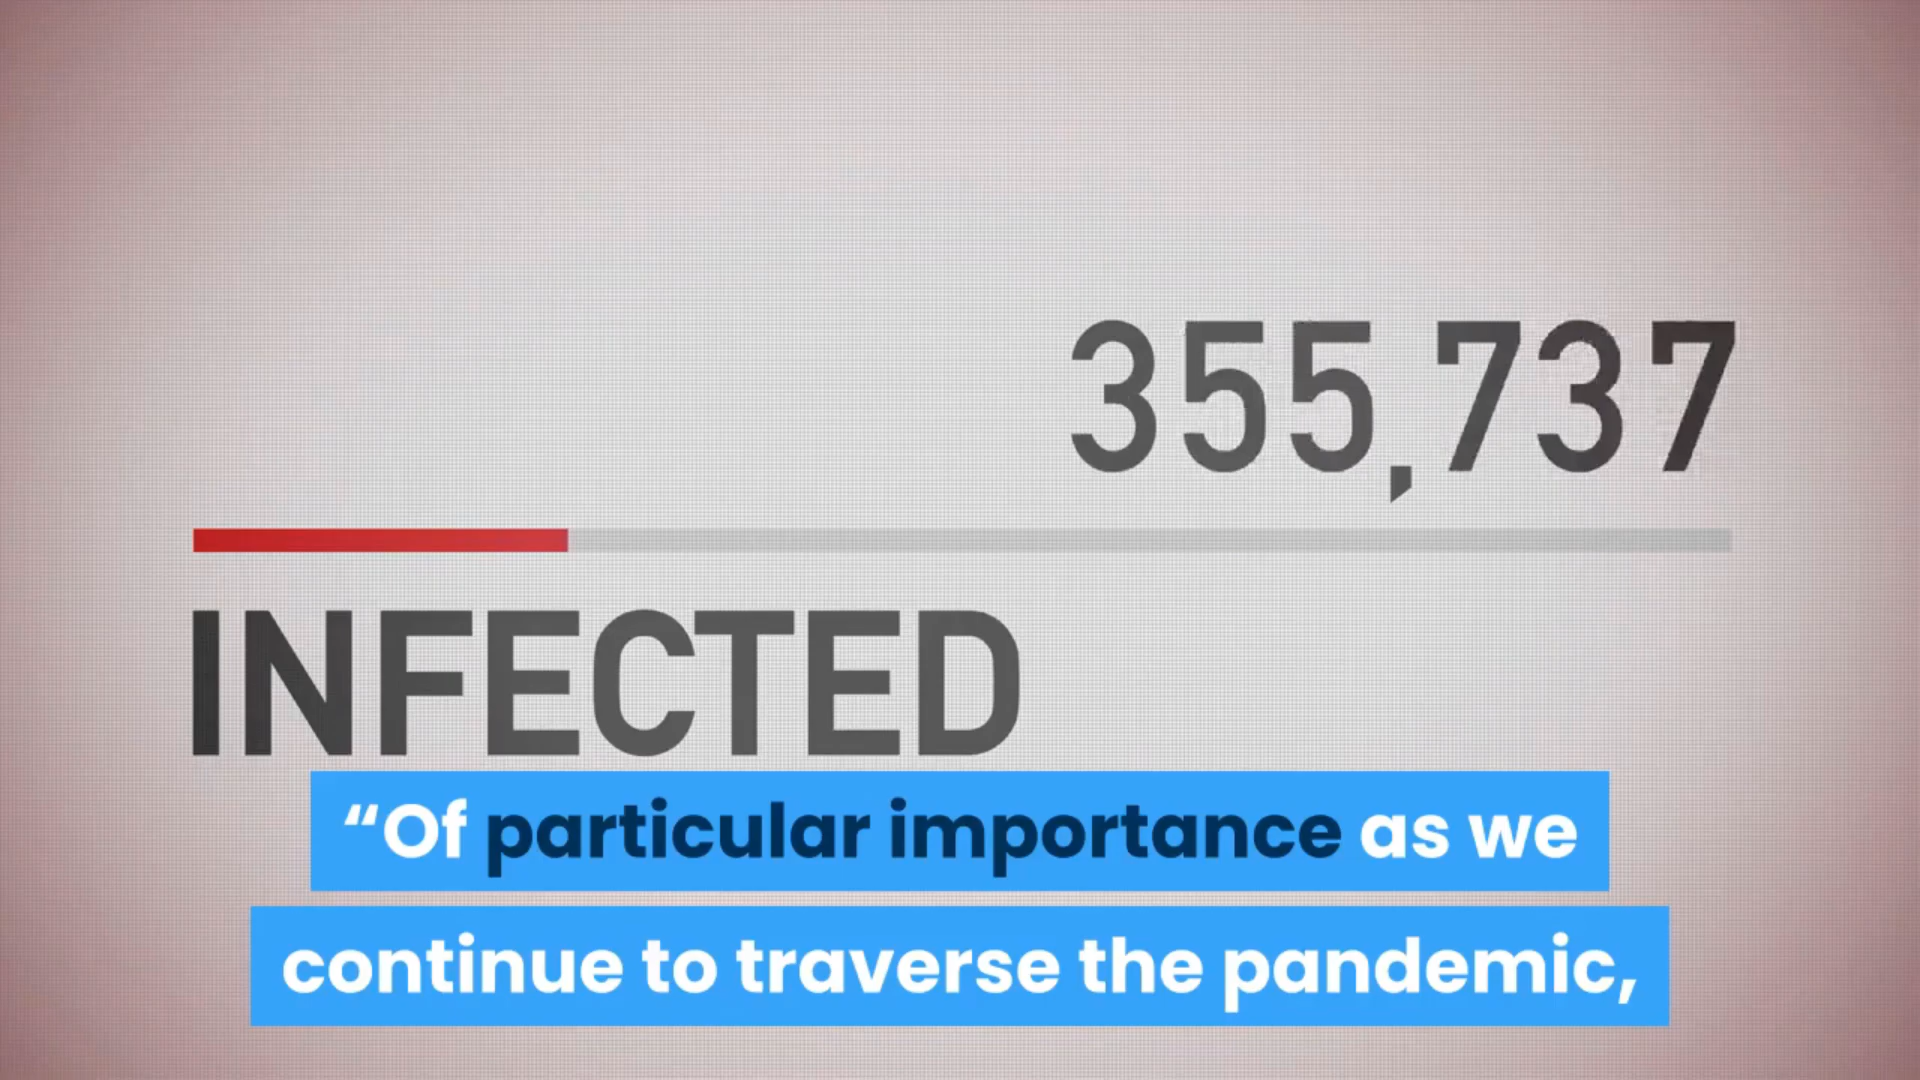 355,737
INFECTED
“Of particular importance as we
continue to traverse the pandemic,